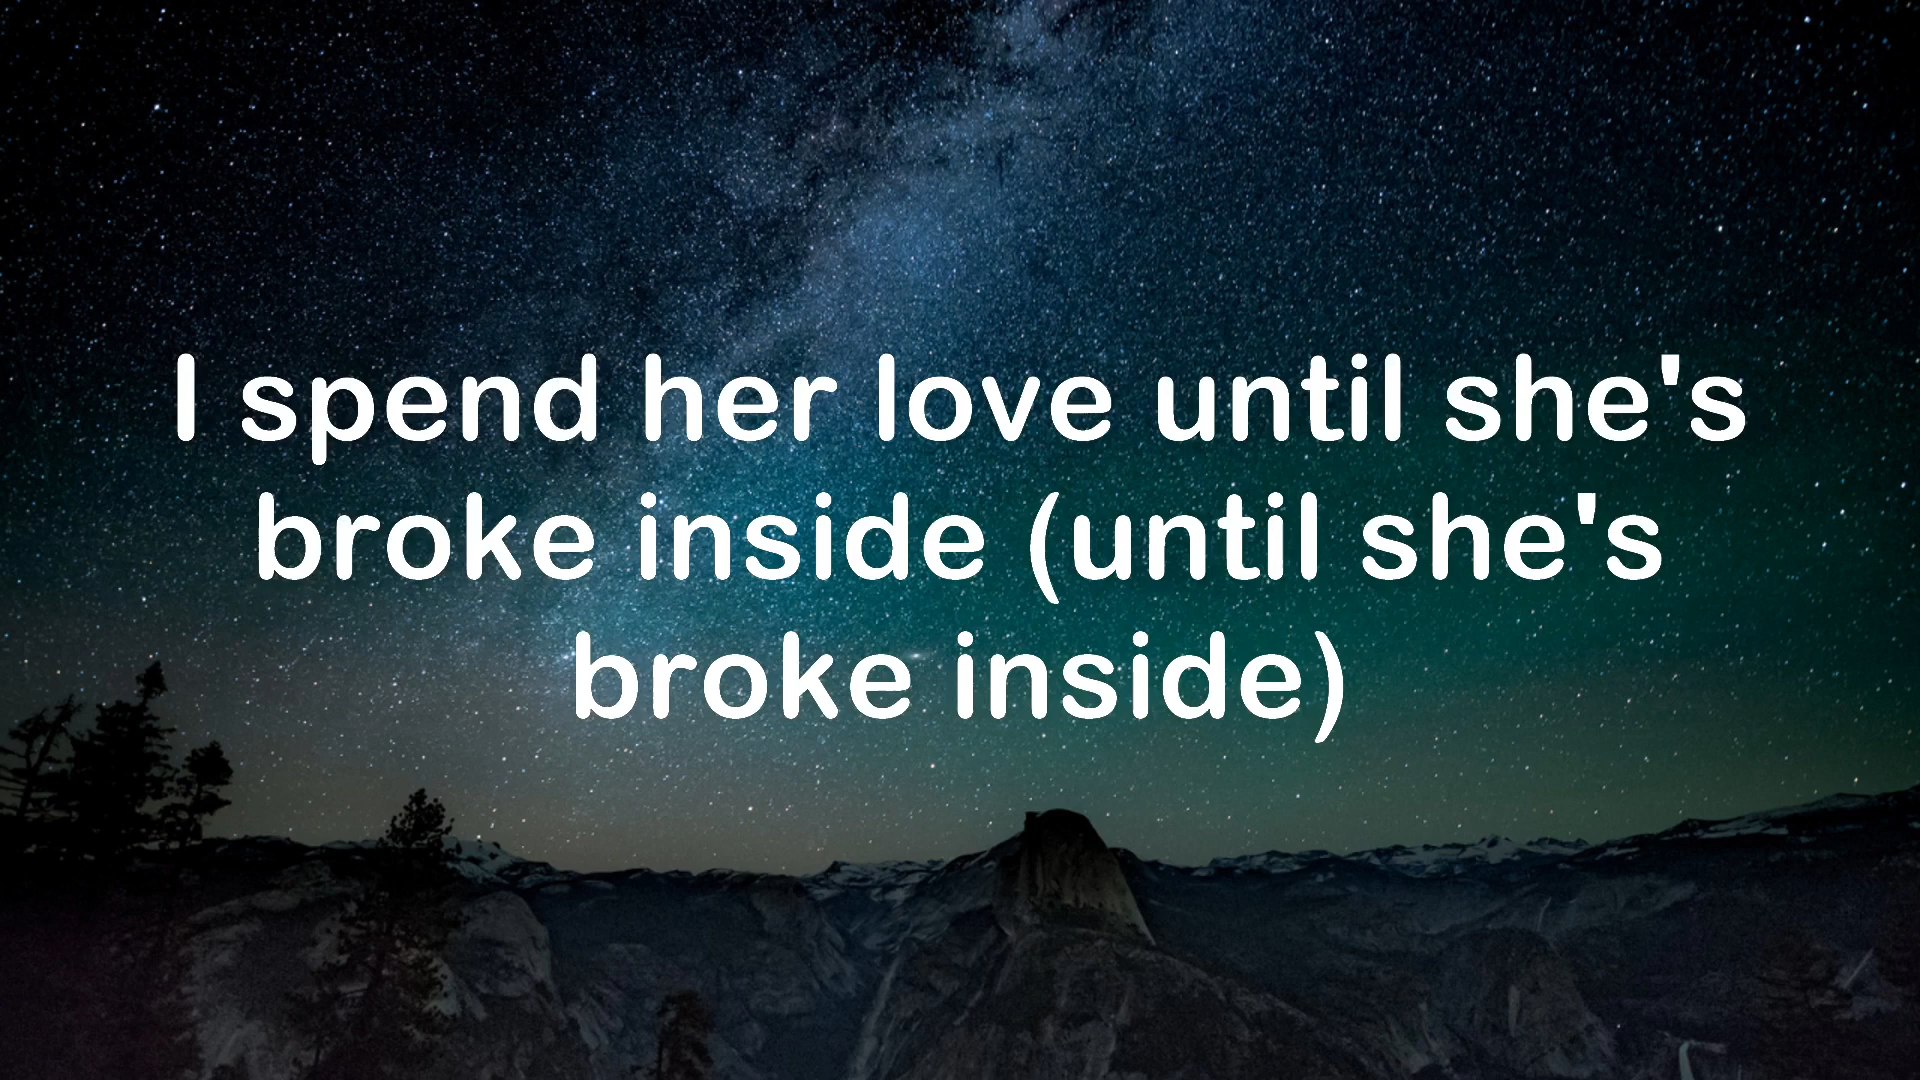 I spend her love until she's
broke inside (until she's
broke inside)